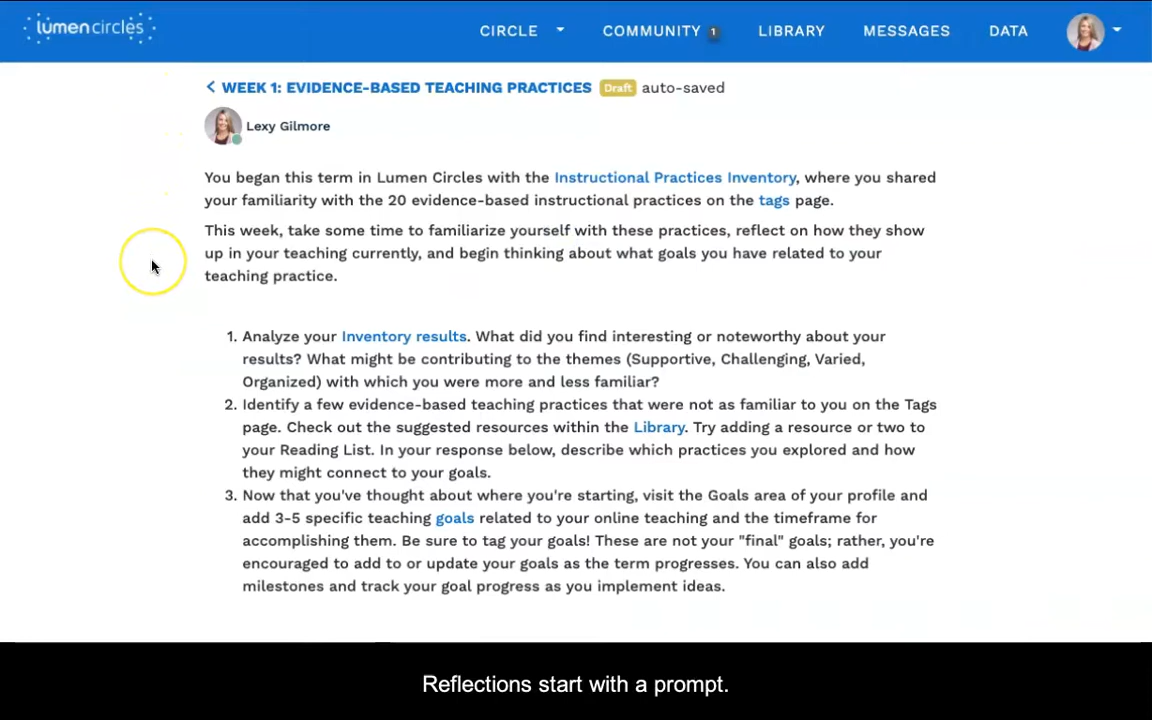 lumen circles
CIRCLE
COMMUNITY 1
LIBRARY
MESSAGES
DATA
< WEEK 1: EVIDENCE-BASED TEACHING PRACTICES Draft auto-saved
Lexy Gilmore
You began this term in Lumen Circles with the Instructional Practices Inventory, where you shared
your familiarity with the 20 evidence-based instructional practices on the tags page.
This week, take some time to familiarize yourself with these practices, reflect on how they show
up in your teaching currently, and begin thinking about what goals you have related to your
teaching practice.
1. Analyze your Inventory results. What did you find interesting or noteworthy about your
results? What might be contributing to the themes (Supportive, Challenging, Varied,
Organized) with which you were more and less familiar?
2. Identify a few evidence-based teaching practices that were not as familiar to you on the Tags
page. Check out the suggested resources within the Library. Try adding a resource or two to
your Reading List. In your response below, describe which practices you explored and how
they might connect to your goals.
3. Now that you've thought about where you're starting, visit the Goals area of your profile and
add 3-5 specific teaching goals related to your online teaching and the timeframe for
accomplishing them. Be sure to tag your goals! These are not your "final" goals; rather, you're
encouraged to add to or update your goals as the term progresses. You can also add
milestones and track your goal progress as you implement ideas.
Reflections start with a prompt.